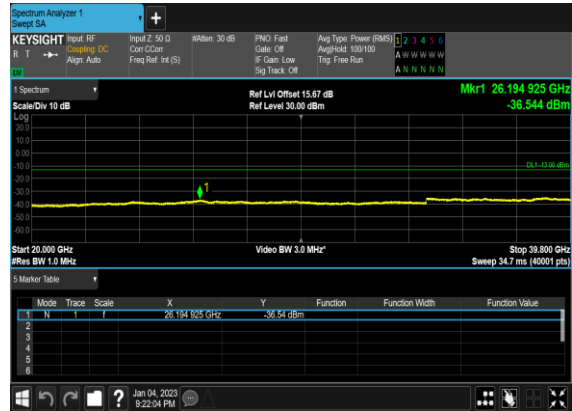 Spectrum Analyzer 1
Swept SA
KEYSIGHT
R T
LW
Input: RF
Coupling: DC
Align: Auto
Input Z: 50 Ω
Corr CCorr
Freq Ref: Int (S)
#Atten: 30 dB
PNO: Fast
Gate: Off
IF Gain: Low
Sig Track: Off
Avg Type: Power (RMS)
Avg|Hold: 100/100
Trig: Free Run
1 2 3 4 5 6
A W W W W W
A N N N N N
1 Spectrum
Scale/Div 10 dB
Ref Lvl Offset 15.67 dB
Ref Level 30.00 dBm
Mkr1 26.194 925 GHz
-36.544 dBm
Log
20.0
10.0
0.00
-10.0
-20.0
-30.0
-40.0
-50.0
-60.0
1
DL1 -13.00 dBm
Start 20.000 GHz
#Res BW 1.0 MHz
Video BW 3.0 MHz*
Stop 39.800 GHz
Sweep 34.7 ms (40001 pts)
5 Marker Table
Mode Trace Scale X Y Function Function Width Function Value
1 N 1 f 26.194 925 GHz -36.54 dBm
2
3
4
5
6
? Jan 04, 2023
9:22:04 PM